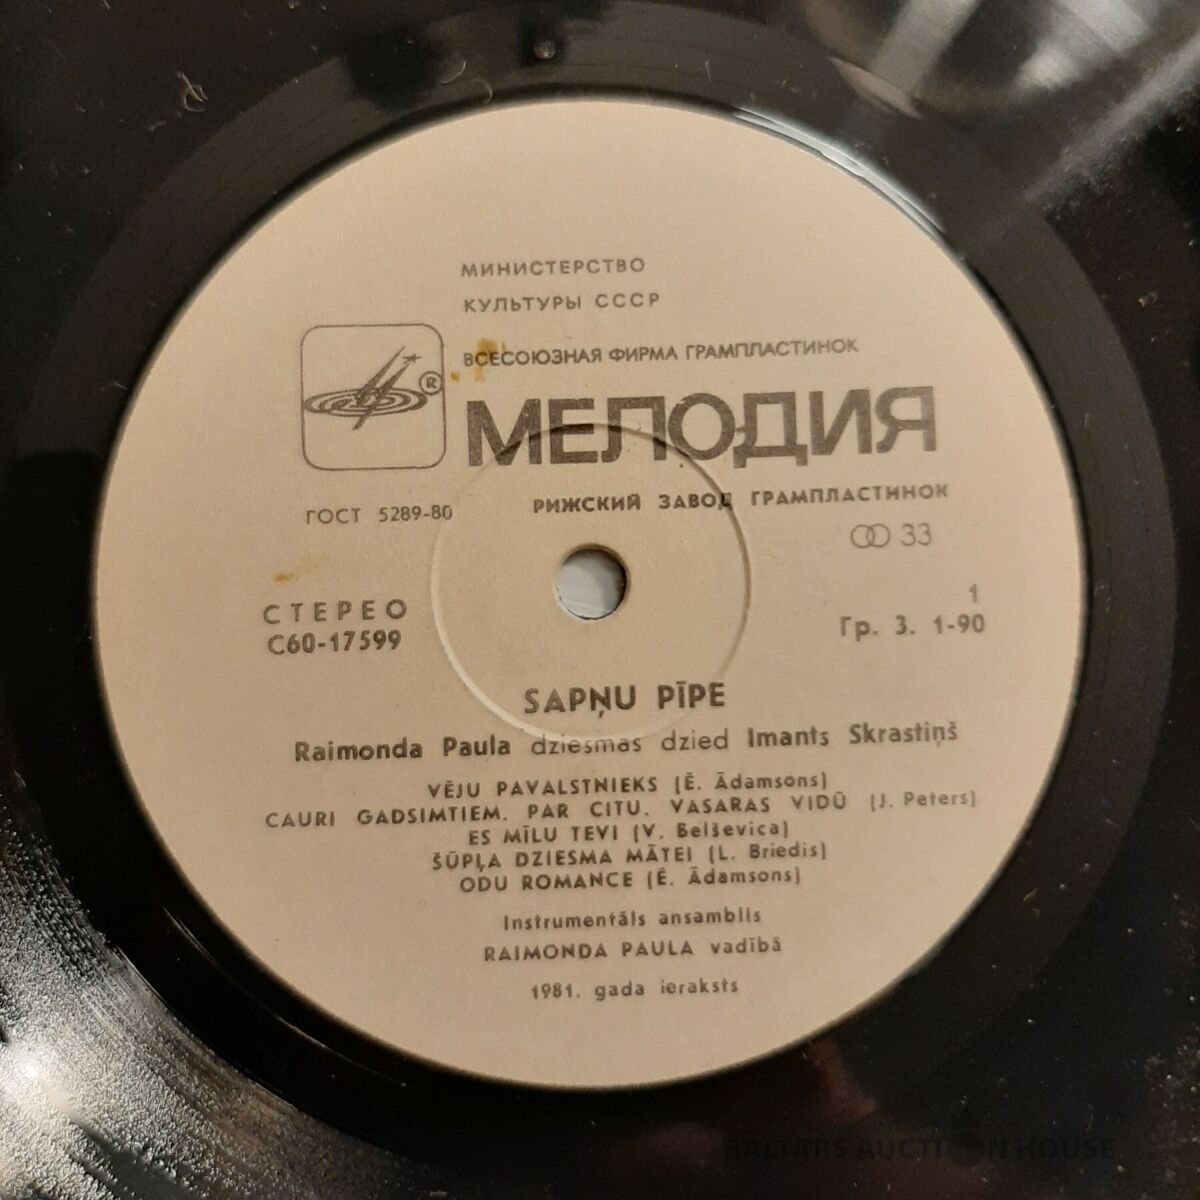 МИНИСТЕРСТВО
КУЛЬТУРЫ СССР
ВСЕСОЮЗНАЯ ФИРМА ГРАМПЛАСТИНОК
®
МЕЛОДИЯ
ГОСТ 5289-80
РИЖСКИЙ ЗАВОД ГРАМПЛАСТИНОК
33
СТЕРЕО
1
С60-17599
Гр. 3. 1-90
SAPŅU PĪPE
Raimonda Paula dziesmas dzied Imants Skrastiņš
VĒJU PAVALSTNIEKS (Ē. Ādamsons)
CAURI GADSIMTIEM. PAR CITU. VASARAS VIDŪ (J. Peters)
ES MĪLU TEVI (V. Belševica)
ŠŪPĻA DZIESMA MĀTEI (L. Briedis)
ODU ROMANCE (Ē. Ādamsons)
Instrumentāls ansamblis
RAIMONDA PAULA vadībā
1981. gada ieraksts
BALTARS AUCTION HOUSE